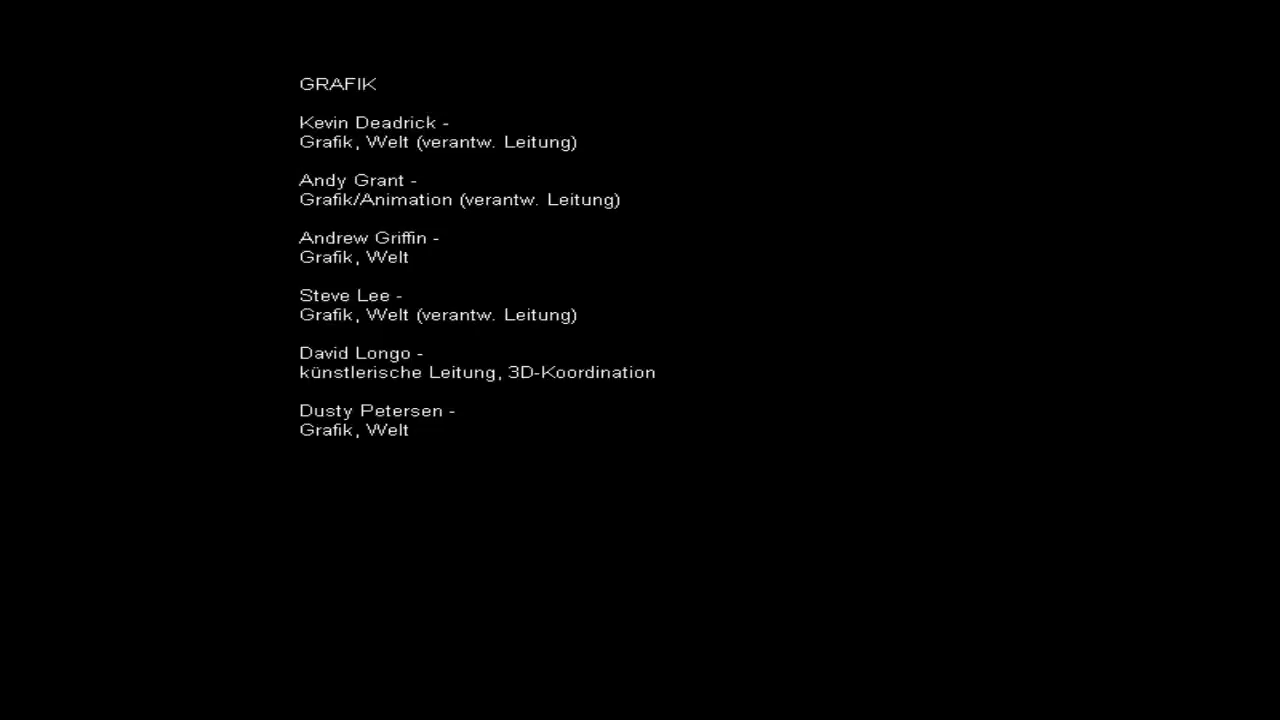 GRAFIK
Kevin Deadrick -
Grafik, Welt (verantw. Leitung)
Andy Grant -
Grafik/Animation (verantw. Leitung)
Andrew Griffin -
Grafik, Welt
Steve Lee -
Grafik, Welt (verantw. Leitung)
David Longo -
künstlerische Leitung, 3D-Koordination
Dusty Petersen -
Grafik, Welt